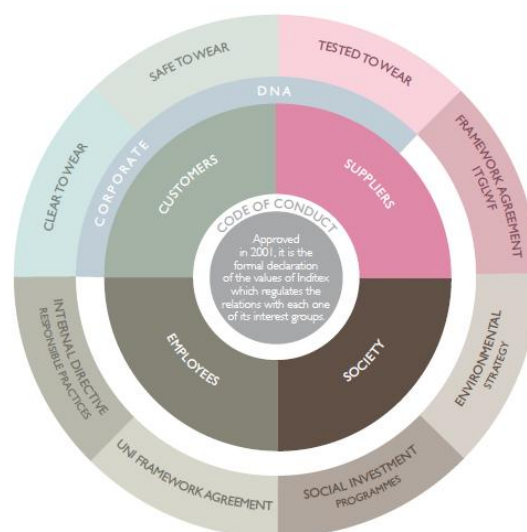 SAFE TO WEAR
TESTED TO WEAR
CLEAR TO WEAR
CORPORATE DNA
FRAMEWORK AGREEMENT
ITGLWF
CUSTOMERS
SUPPLIERS
CODE OF CONDUCT
Approved
in 2001, it is the
formal declaration
of the values of Inditex
which regulates the
relations with each one
of its interest groups.
EMPLOYEES
SOCIETY
INTERNAL DIRECTIVE
RESPONSIBLE PRACTICES
ENVIRONMENTAL
STRATEGY
UNI FRAMEWORK AGREEMENT
SOCIAL INVESTMENT
PROGRAMMES